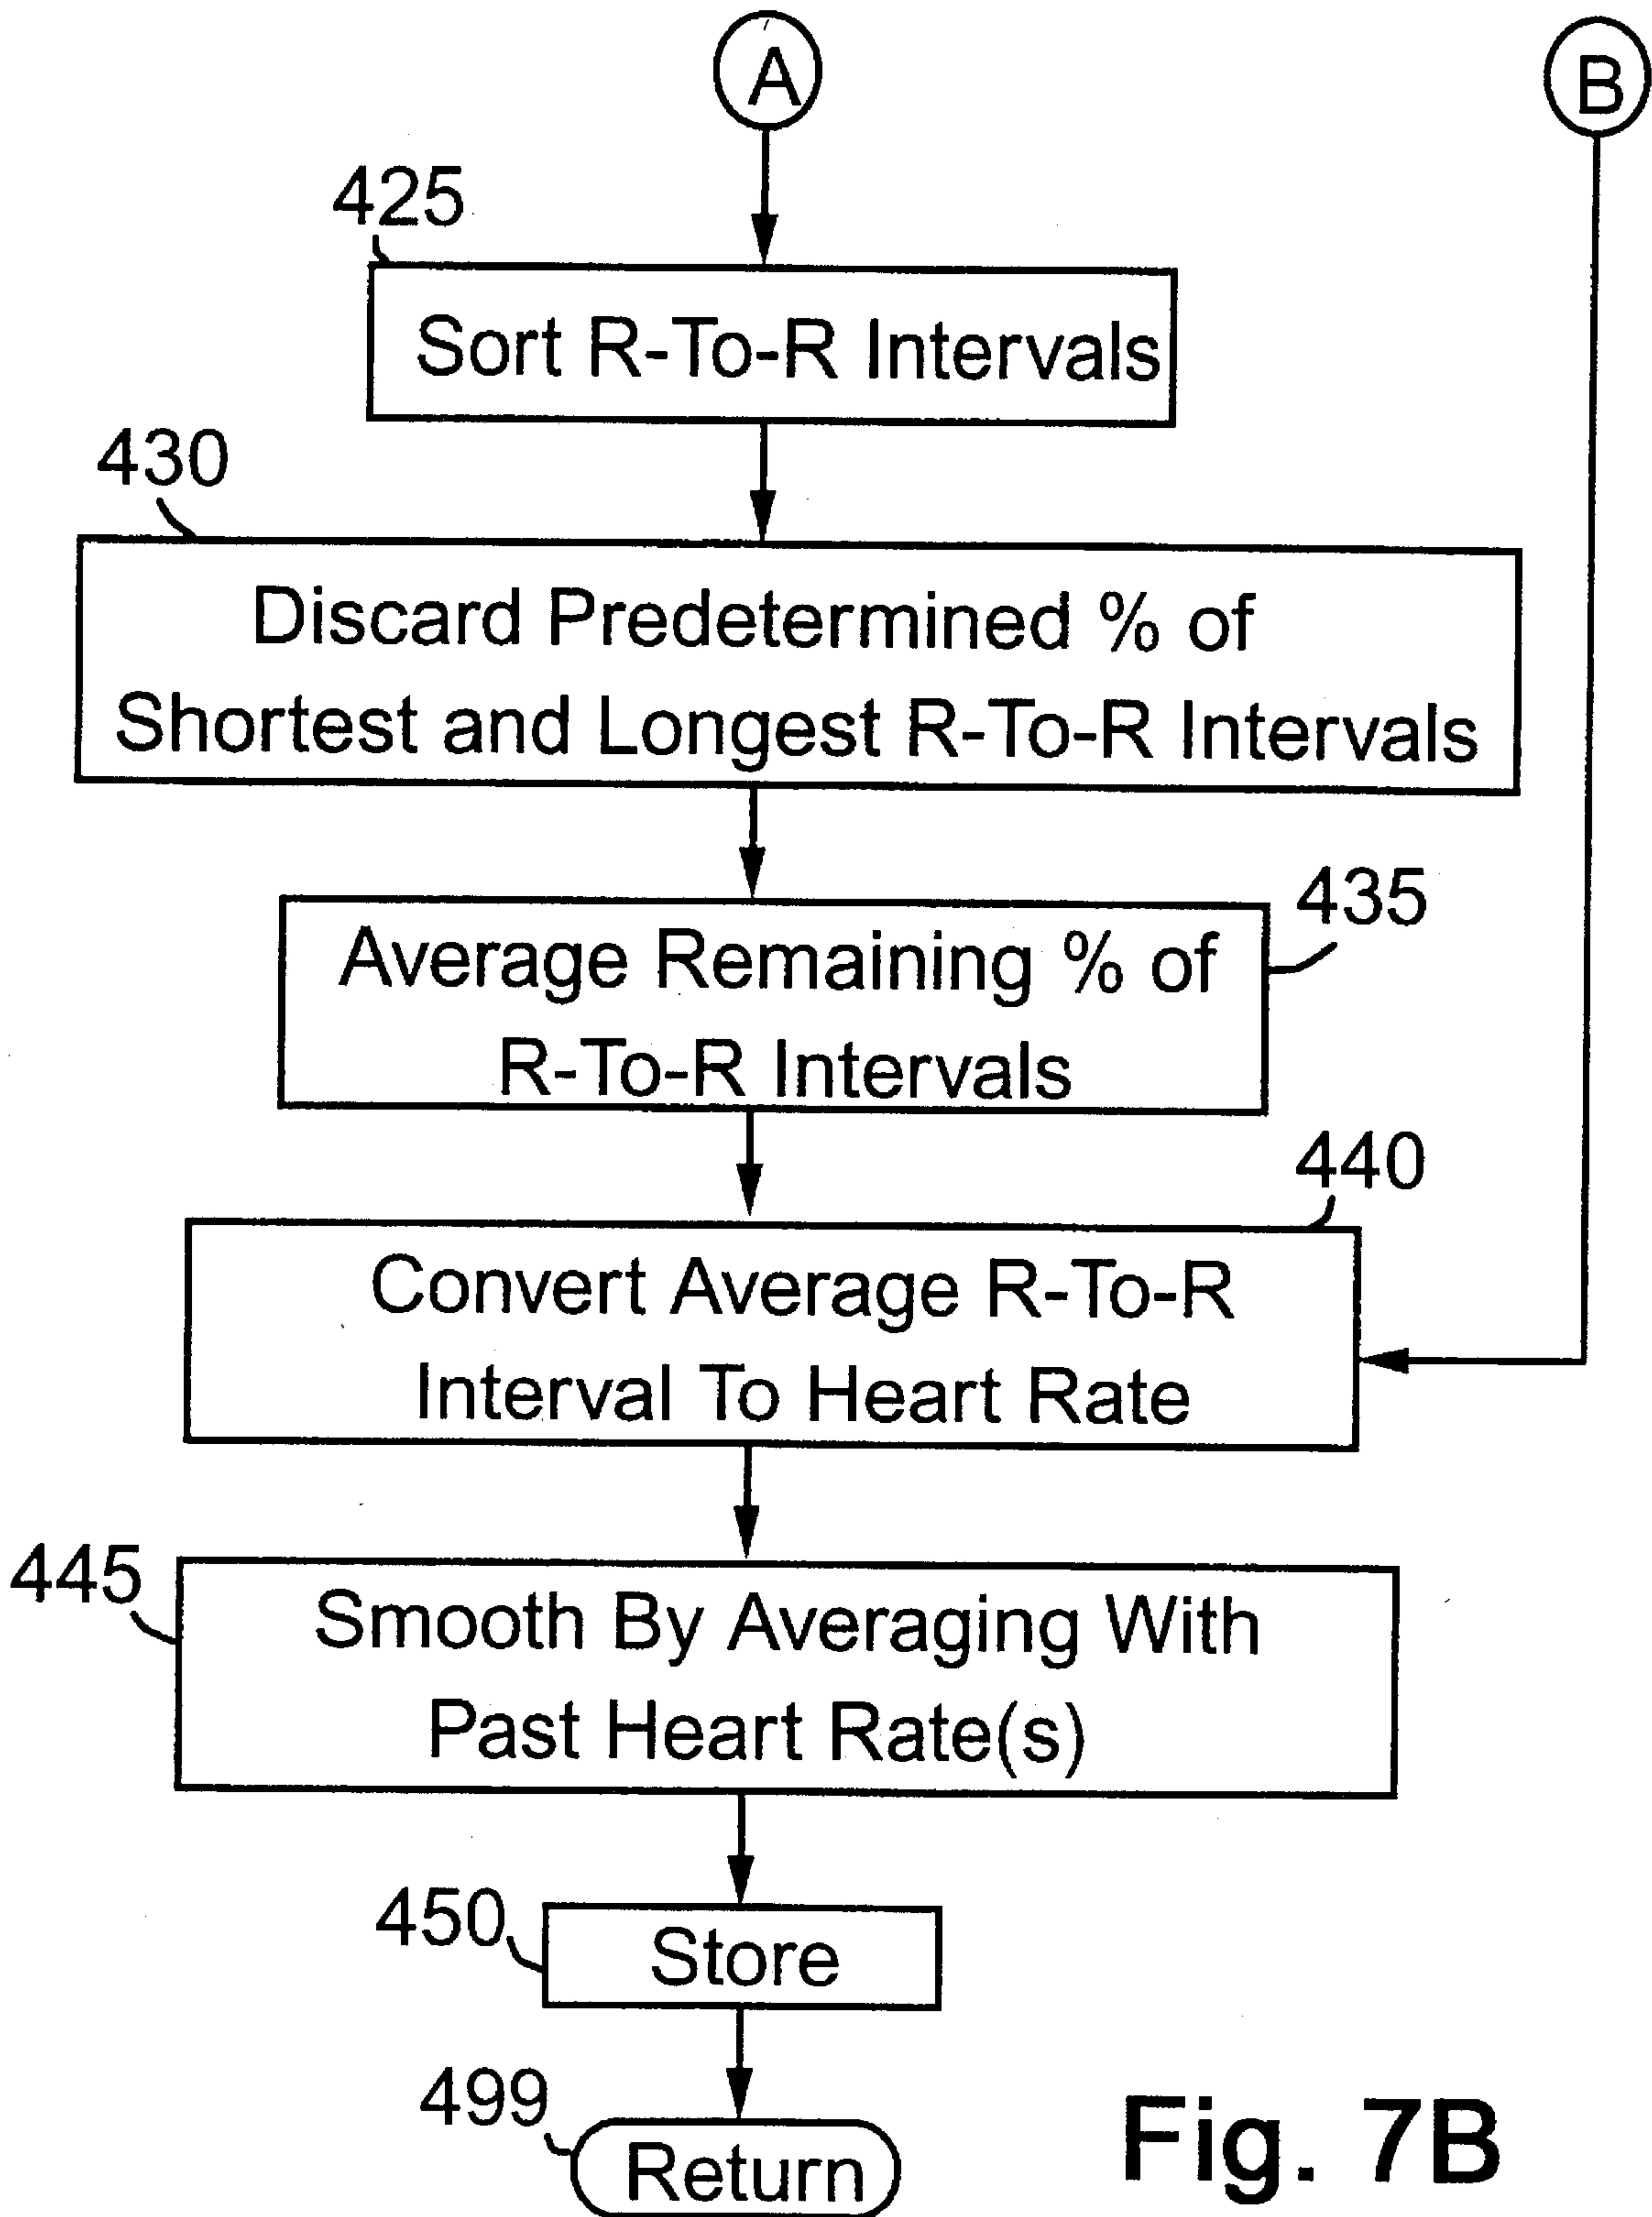 A
B
425
Sort R-To-R Intervals
430
Discard Predetermined % of
Shortest and Longest R-To-R Intervals
435
Average Remaining % of
R-To-R Intervals
440
Convert Average R-To-R
Interval To Heart Rate
445
Smooth By Averaging With
Past Heart Rate(s)
450
Store
499
Return
Fig. 7B